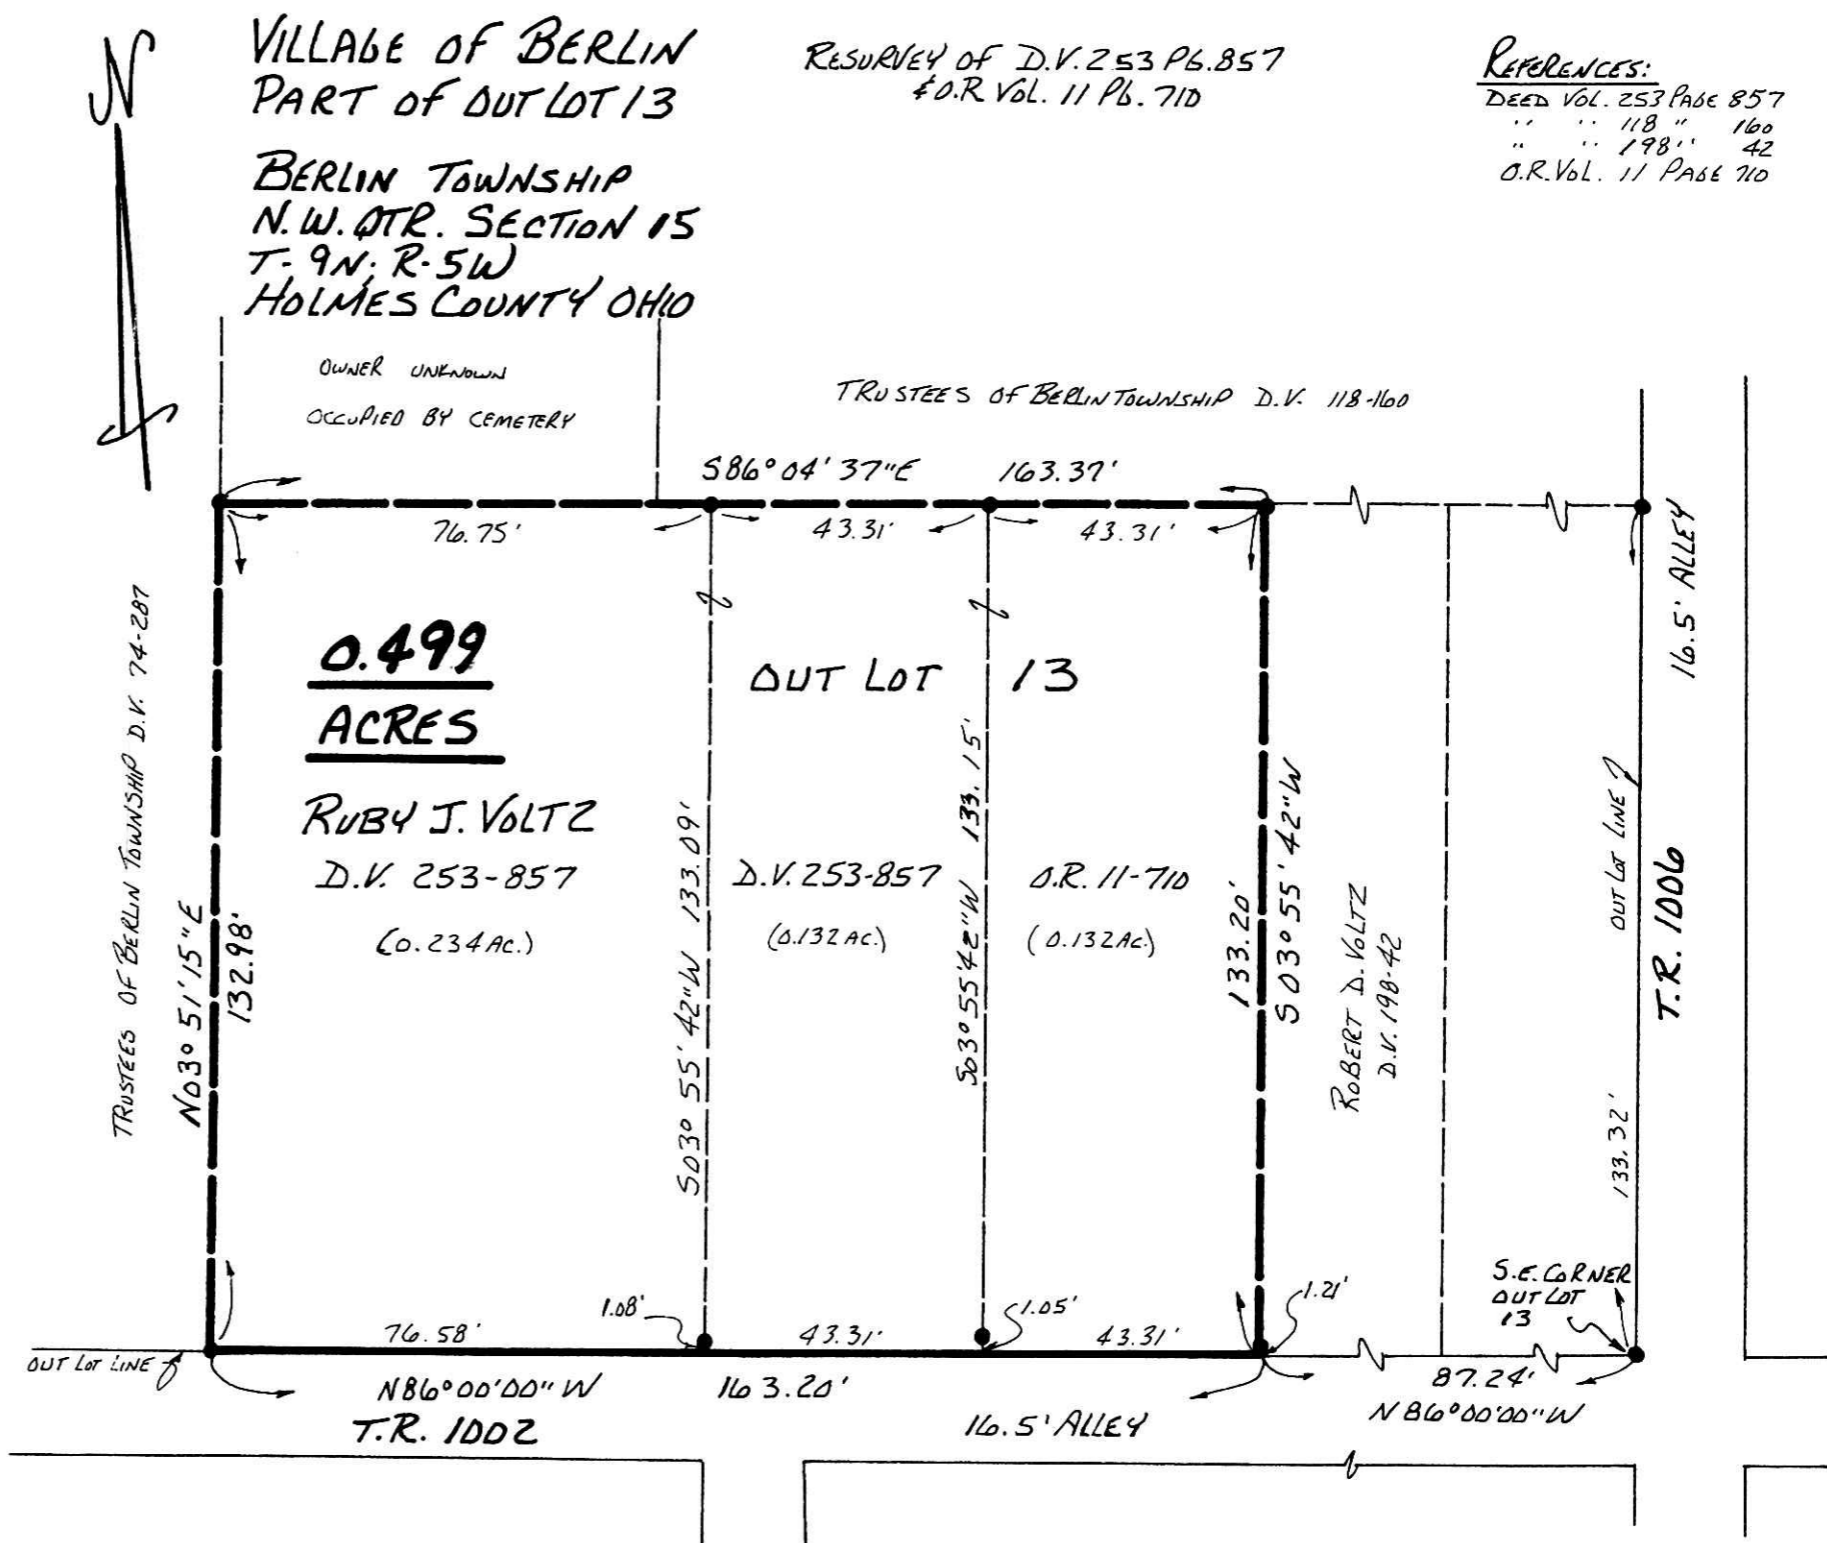 N
VILLAGE OF BERLIN
PART OF OUT LOT 13
BERLIN TOWNSHIP
N.W. QTR. SECTION 15
T-9N; R-5W
HOLMES COUNTY OHIO
RESURVEY OF D.V. 253 PG. 857
& O.R VOL. 11 PG. 710
REFERENCES:
DEED VOL. 253 PAGE 857
" " 118 " 160
" " 198 " 42
O.R. VOL. 11 PAGE 710
OWNER UNKNOWN
OCCUPIED BY CEMETERY
TRUSTEES OF BERLIN TOWNSHIP D.V. 118-160
S86°04'37"E 163.37'
76.75' 43.31' 43.31'
16.5' ALLEY
TRUSTEES OF BERLIN TOWNSHIP D.V. 74-287
N03°51'15"E
132.98'
0.499
ACRES
RUBY J. VOLTZ
D.V. 253-857
(0.234 AC.)
OUT LOT 13
S03°55'42"W 133.09'
D.V. 253-857
(0.132 AC.)
S03°55'42"W 133.15'
O.R. 11-710
(0.132 AC.)
133.20'
S03°55'42"W
ROBERT D. VOLTZ
D.V. 198-42
OUT LOT LINE
T.R. 1006
133.32'
S.E. CORNER
OUT LOT
13
1.08' 1.05' 1.21'
76.58' 43.31' 43.31'
OUT LOT LINE
N86°00'00"W 163.20'
87.24'
N86°00'00"W
T.R. 1002
16.5' ALLEY